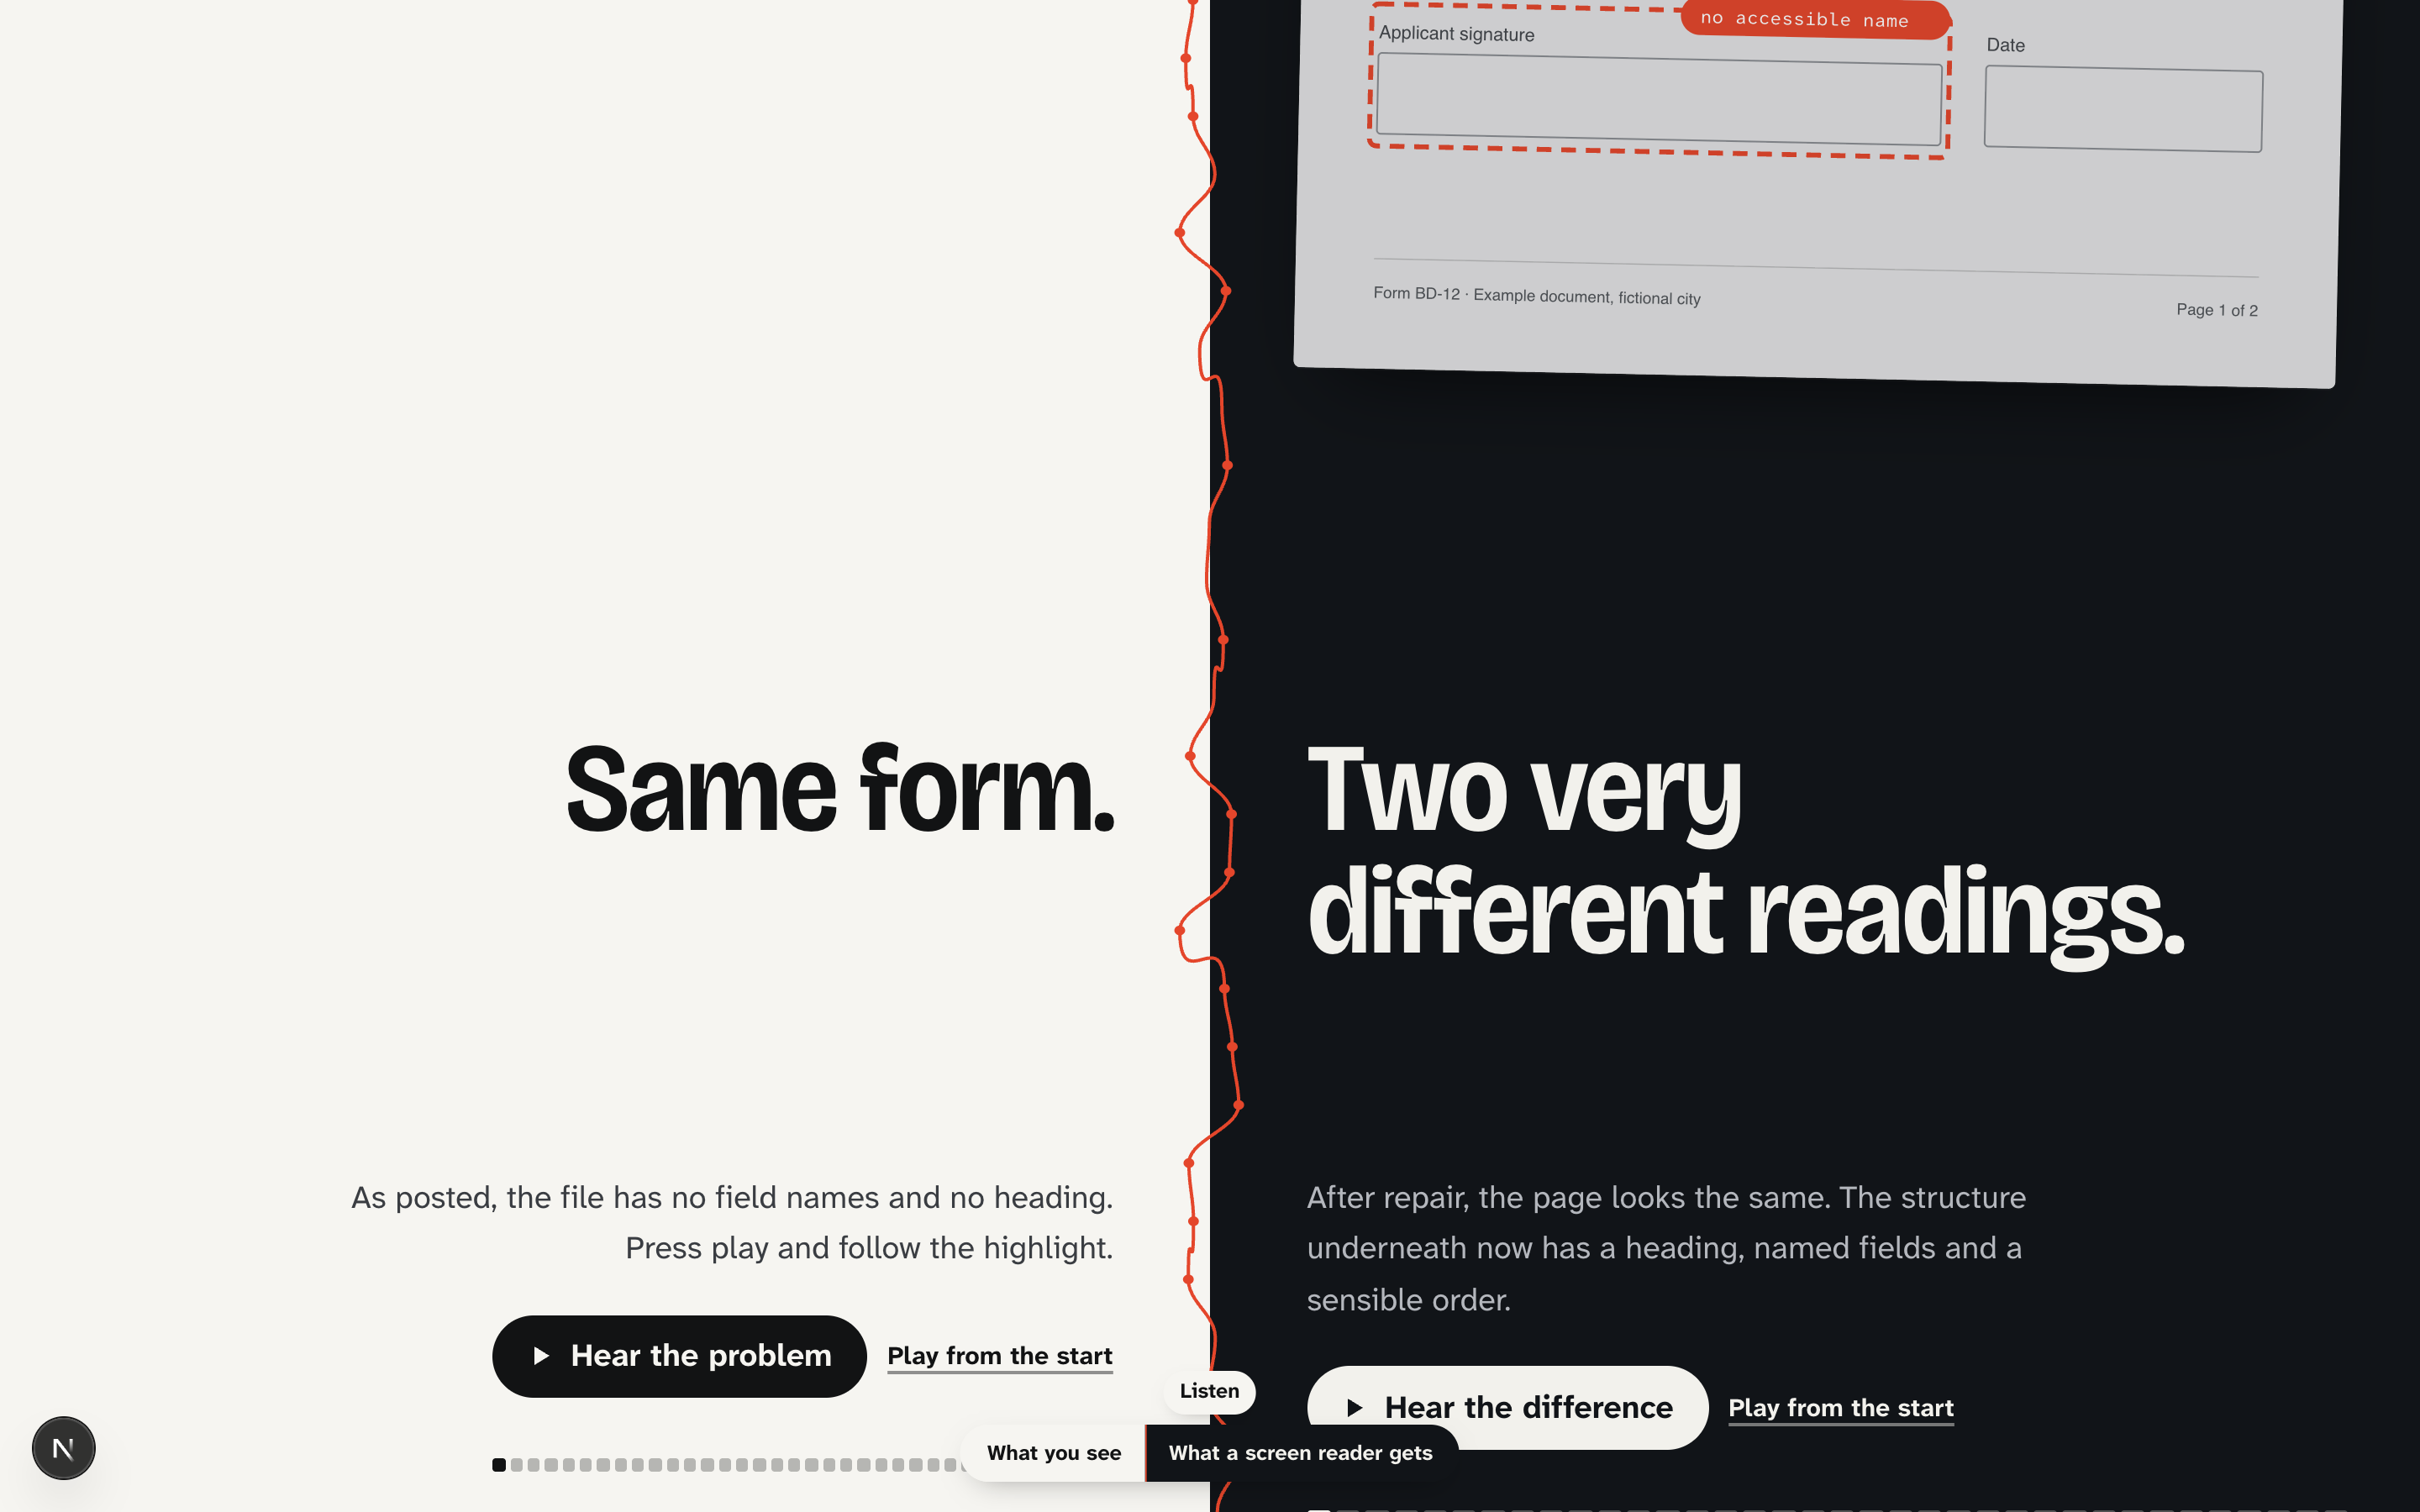 no accessible name
Applicant signature
Date
Form BD-12 · Example document, fictional city
Page 1 of 2
Same form.
Two very
different readings.
As posted, the file has no field names and no heading.
Press play and follow the highlight.
Hear the problem
Play from the start
After repair, the page looks the same. The structure
underneath now has a heading, named fields and a
sensible order.
Hear the difference
Play from the start
Listen
What you see
What a screen reader gets
N